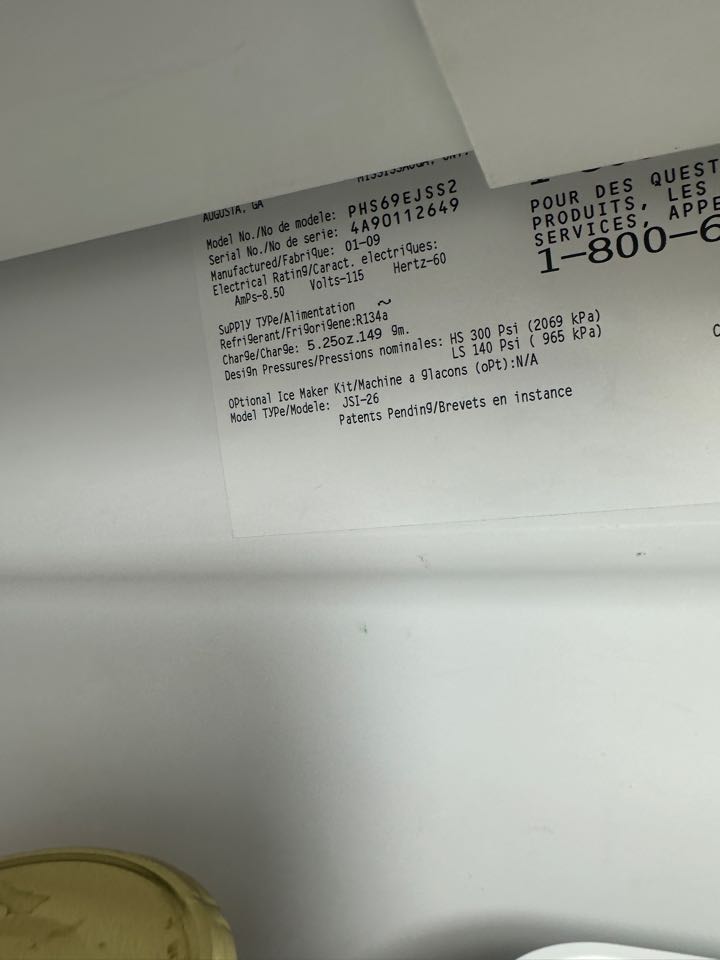 AUGUSTA, GA
Model No./No de modele: PHS69EJSS2
Serial No./No de serie: 4A90112649
Manufactured/Fabrique: 01-09
Electrical Rating/Caract. electriques:
Amps-8.50 Volts-115 Hertz-60
Supply Type/Alimentation ~
Refrigerant/Frigorigene:R134a
Charge/Charge: 5.25oz.149 gm.
Design Pressures/Pressions nominales: HS 300 Psi (2069 kPa)
LS 140 Psi ( 965 kPa)
Optional Ice Maker Kit/Machine a glacons (opt):N/A
Model Type/Modele: JSI-26
Patents Pending/Brevets en instance
POUR DES QUEST
PRODUITS, LES
SERVICES, APPE
1-800-6